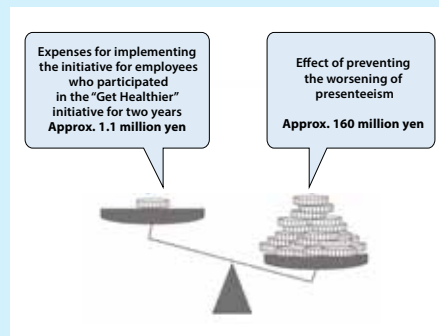 Expenses for implementing
the initiative for employees
who participated
in the “Get Healthier”
initiative for two years
Approx. 1.1 million yen
Effect of preventing
the worsening of
presenteeism
Approx. 160 million yen